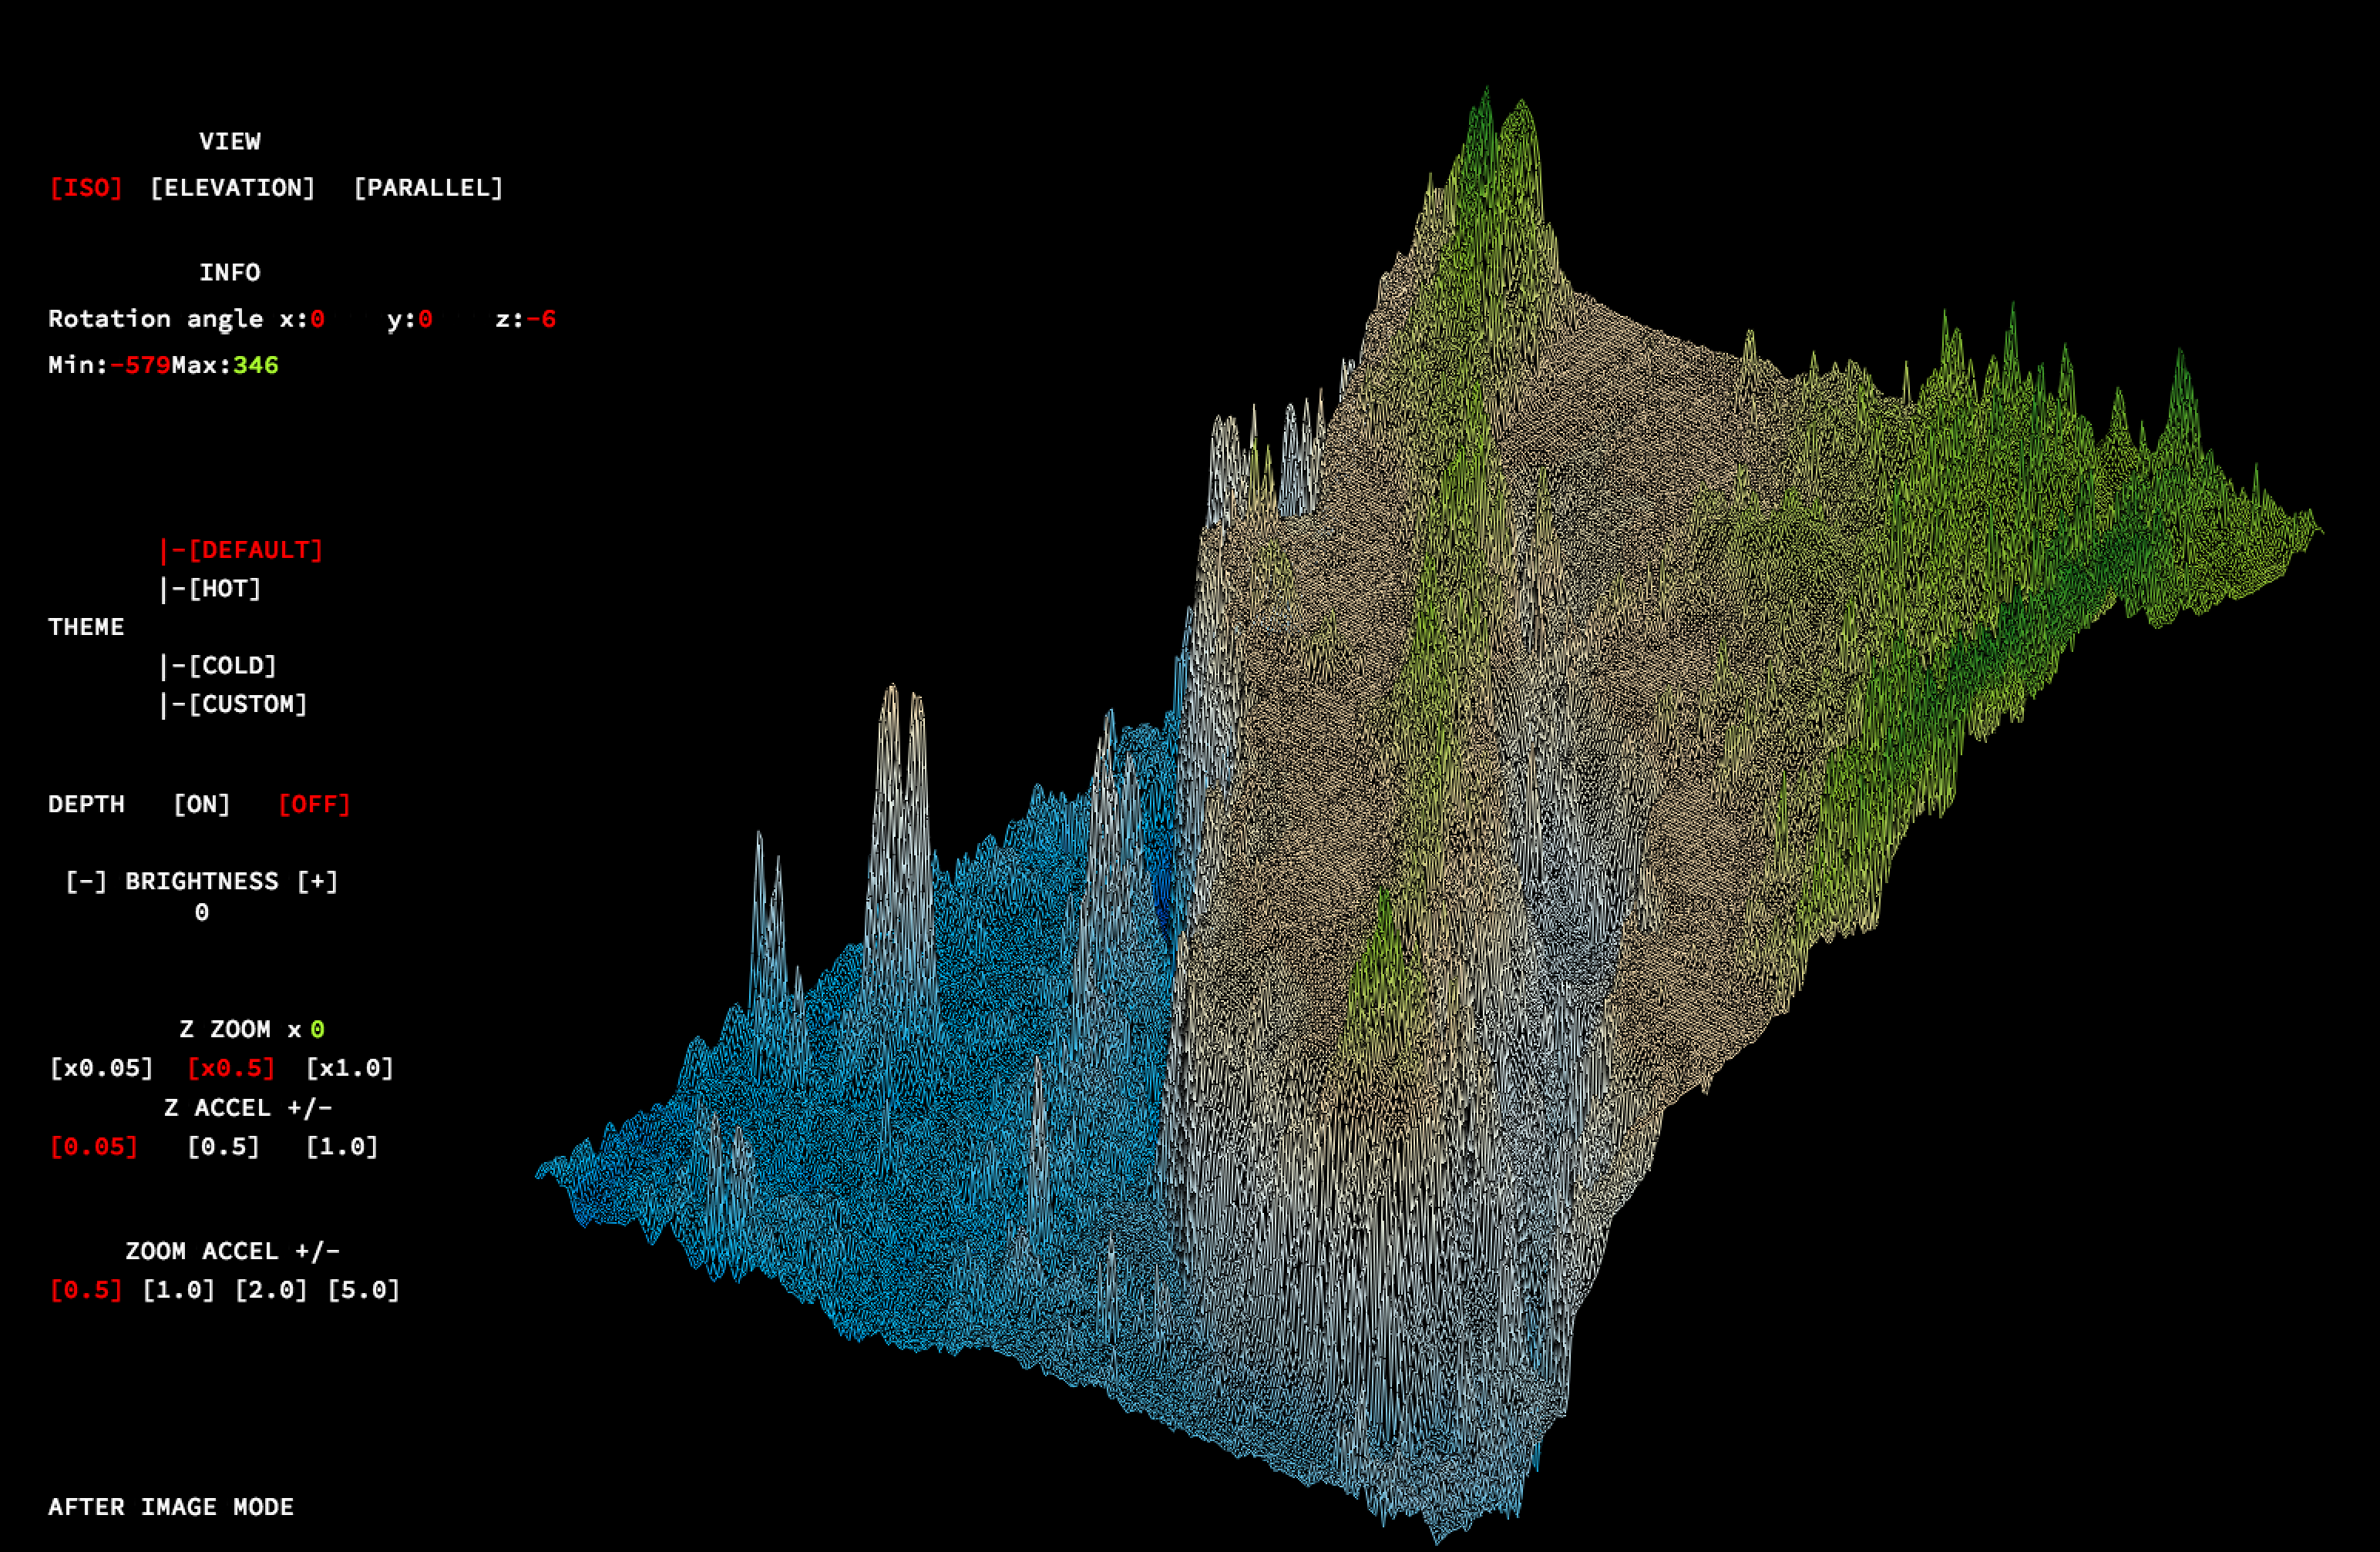 VIEW
[ISO] [ELEVATION] [PARALLEL]
INFO
Rotation angle x:0 y:0 z:-6
Min:-579Max:346
|-[DEFAULT]
|-[HOT]
THEME
|-[COLD]
|-[CUSTOM]
DEPTH [ON] [OFF]
[-] BRIGHTNESS [+]
0
Z ZOOM x 0
[x0.05] [x0.5] [x1.0]
Z ACCEL +/-
[0.05] [0.5] [1.0]
ZOOM ACCEL +/-
[0.5] [1.0] [2.0] [5.0]
AFTER IMAGE MODE